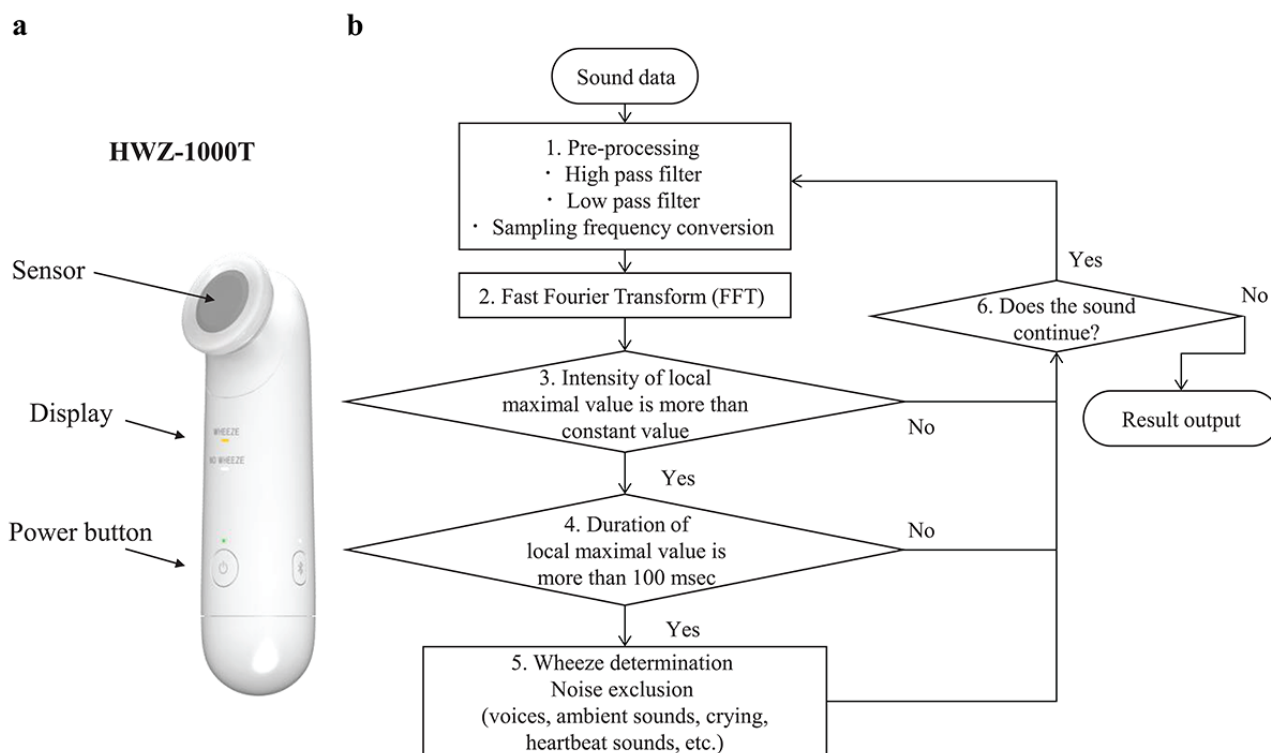 a
HWZ-1000T
Sensor
Display
Power button
WHEEZE
NO WHEEZE
b
Sound data
1. Pre-processing
・ High pass filter
・ Low pass filter
・ Sampling frequency conversion
2. Fast Fourier Transform (FFT)
3. Intensity of local
maximal value is more than
constant value
No
Yes
4. Duration of
local maximal value is
more than 100 msec
No
Yes
5. Wheeze determination
Noise exclusion
(voices, ambient sounds, crying,
heartbeat sounds, etc.)
Yes
6. Does the sound
continue?
No
Result output